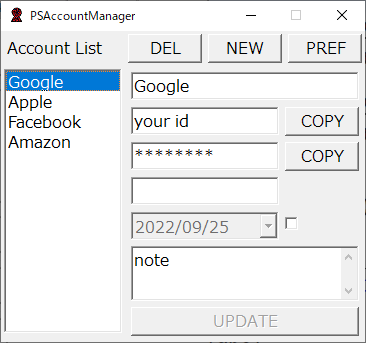 PSAccountManager
Account List
DEL
NEW
PREF
Google
Apple
Facebook
Amazon
Google
your id
COPY
********
COPY
2022/09/25
note
UPDATE